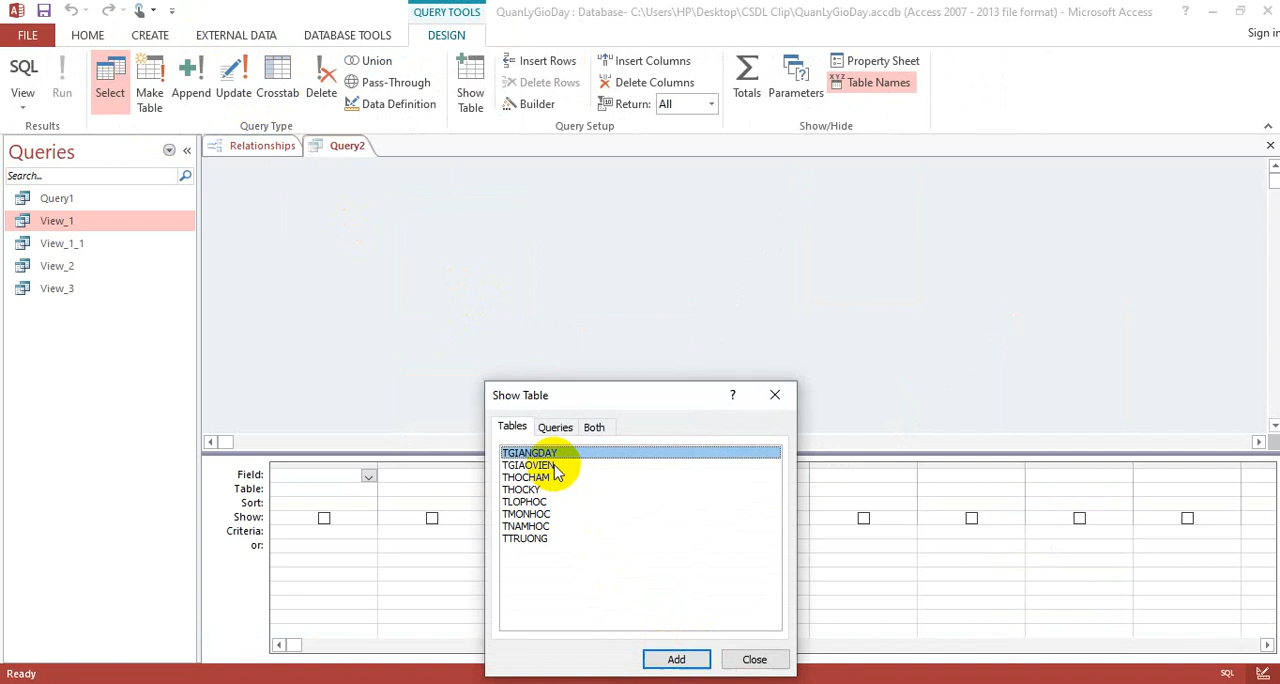 QUERY TOOLS
QuanLyGioDay : Database- C:\Users\HP\Desktop\CSDL Clip\QuanLyGioDay.accdb (Access 2007 - 2013 file format) - Microsoft Access
FILE
HOME
CREATE
EXTERNAL DATA
DATABASE TOOLS
DESIGN
Sign in
SQL
View
Run
Select
Make Table
Append
Update
Crosstab
Delete
Union
Pass-Through
Data Definition
Show Table
Insert Rows
Delete Rows
Builder
Insert Columns
Delete Columns
Return: All
Totals
Parameters
Property Sheet
Table Names
Results
Query Type
Query Setup
Show/Hide
Queries
Search...
Query1
View_1
View_1_1
View_2
View_3
Relationships
Query2
Show Table
Tables
Queries
Both
TGIANGDAY
TGIAOVIEN
THOCHAM
THOCKY
TLOPHOC
TMONHOC
TNAMHOC
TTRUONG
Add
Close
Field:
Table:
Sort:
Show:
Criteria:
or:
Ready
SQL